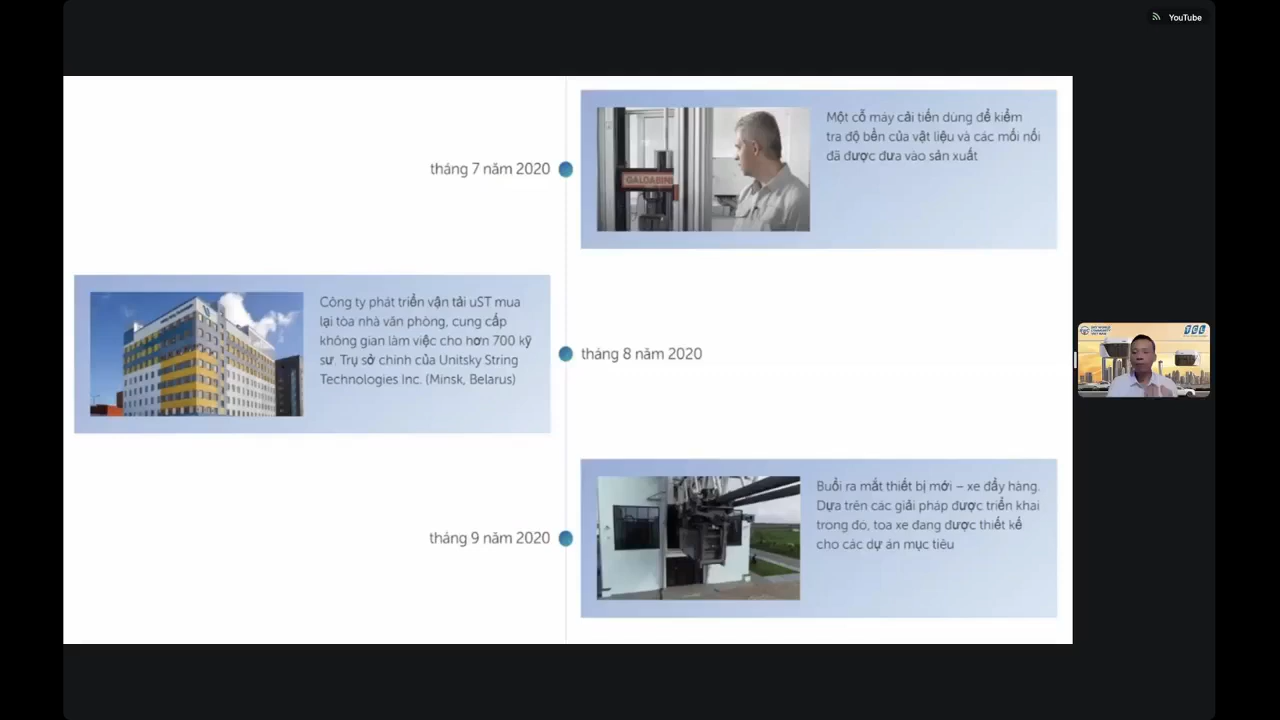 YouTube
tháng 7 năm 2020
GALDABINI
Một cỗ máy cải tiến dùng để kiểm
tra độ bền của vật liệu và các mối nối
đã được đưa vào sản xuất
Công ty phát triển vận tải uST mua
lại tòa nhà văn phòng, cung cấp
không gian làm việc cho hơn 700 kỹ
sư. Trụ sở chính của Unitsky String
Technologies Inc. (Minsk, Belarus)
tháng 8 năm 2020
tháng 9 năm 2020
Buổi ra mắt thiết bị mới – xe đẩy hàng.
Dựa trên các giải pháp được triển khai
trong đó, toa xe đang được thiết kế
cho các dự án mục tiêu